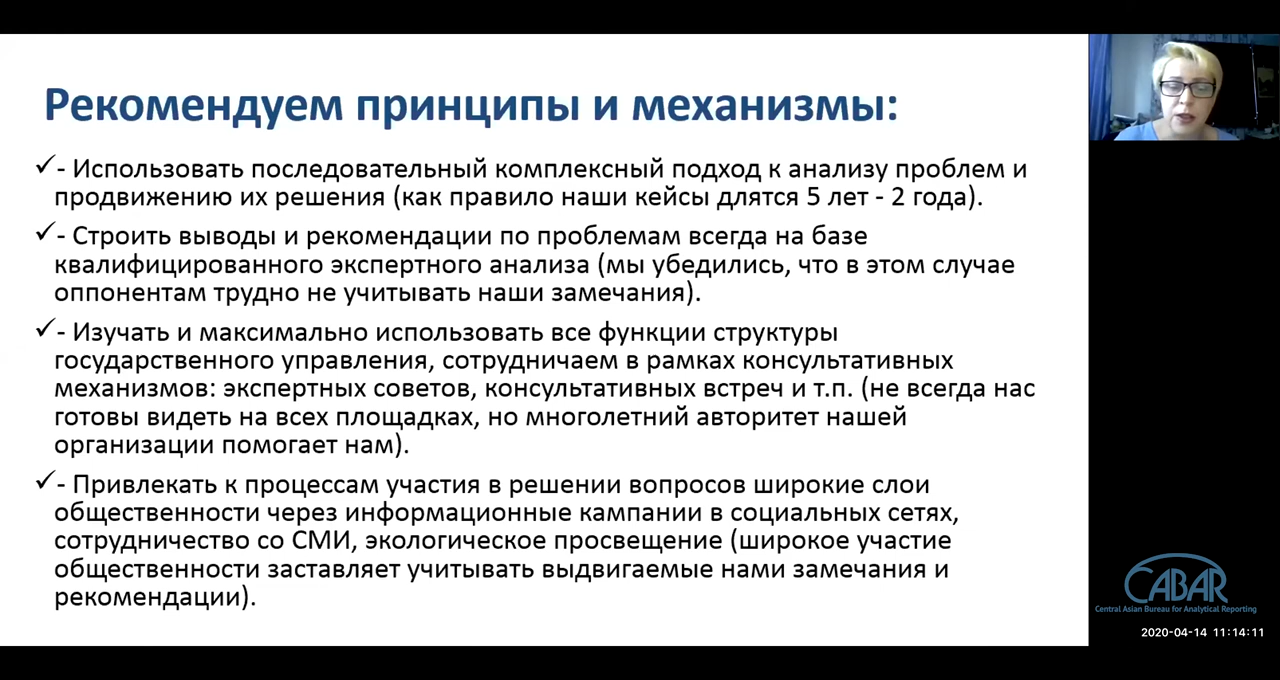 Рекомендуем принципы и механизмы:
✓- Использовать последовательный комплексный подход к анализу проблем и
продвижению их решения (как правило наши кейсы длятся 5 лет - 2 года).
✓- Строить выводы и рекомендации по проблемам всегда на базе
квалифицированного экспертного анализа (мы убедились, что в этом случае
оппонентам трудно не учитывать наши замечания).
✓- Изучать и максимально использовать все функции структуры
государственного управления, сотрудничаем в рамках консультативных
механизмов: экспертных советов, консультативных встреч и т.п. (не всегда нас
готовы видеть на всех площадках, но многолетний авторитет нашей
организации помогает нам).
✓- Привлекать к процессам участия в решении вопросов широкие слои
общественности через информационные кампании в социальных сетях,
сотрудничество со СМИ, экологическое просвещение (широкое участие
общественности заставляет учитывать выдвигаемые нами замечания и
рекомендации).
CABAR
Central Asian Bureau for Analytical Reporting
2020-04-14 11:14:11